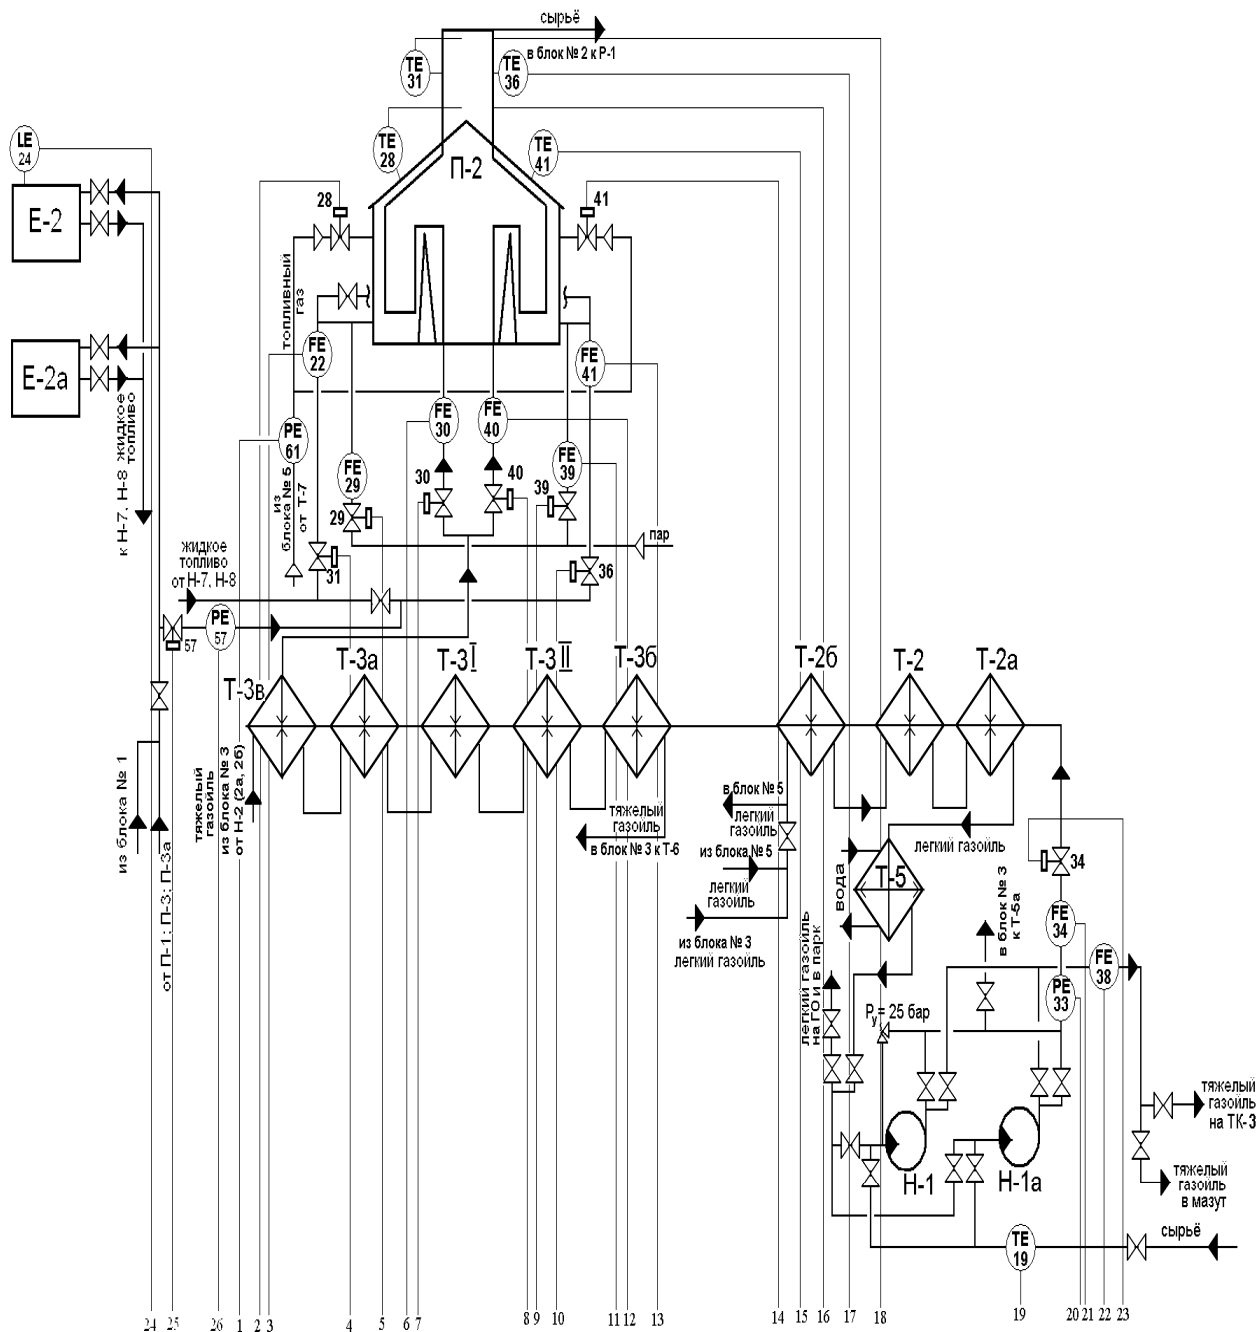 сырьё
в блок № 2 к Р-1
TE
31
TE
36
LE
24
TE
28
TE
41
П-2
28
41
Е-2
топливный
газ
FE
22
FE
41
Е-2а
к Н-7, Н-8 жидкое
топливо
PE
61
FE
30
FE
40
FE
29
FE
39
30
40
39
29
из
блока № 5
от Т-7
пар
жидкое
топливо
от Н-7, Н-8
31
36
PE
57
57
Т-3в
Т-3а
Т-3 I
Т-3 II
Т-3б
Т-2б
Т-2
Т-2а
из блока № 1
от П-1; П-3; П-3а
тяжелый
газойль
из блока № 3
от Н-2 (2а, 2б)
тяжелый
газойль
в блок № 3 к Т-6
в блок № 5
легкий
газойль
из блока № 5
легкий
газойль
из блока № 3
легкий газойль
легкий газойль
вода
Т-5
34
в блок № 3
к Т-5а
FE
34
FE
38
PE
33
легкий газойль
на ГО и в парк
Ру = 25 бар
Н-1
Н-1а
тяжелый
газойль
на ТК-3
тяжелый
газойль
в мазут
сырьё
TE
19
24 25 26 1 2 3 4 5 6 7 8 9 10 11 12 13 14 15 16 17 18 19 20 21 22 23